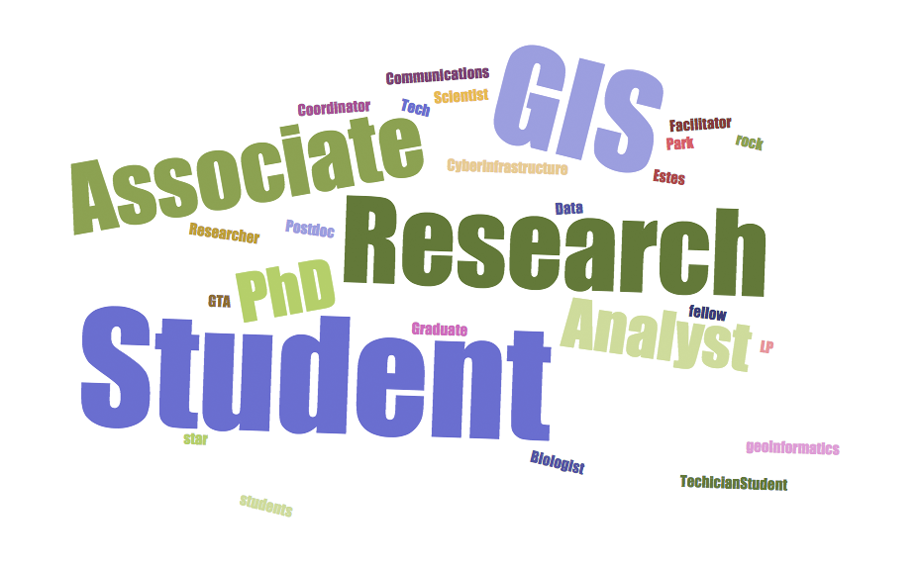 GIS
Communications
Scientist
Coordinator
Tech
Associate
Facilitator
Park
rock
CyberInfrastructure
Estes
Data
Research
Researcher
Postdoc
PhD
GTA
Analyst
fellow
LP
Graduate
Student
star
geoinformatics
Biologist
TechicianStudent
students